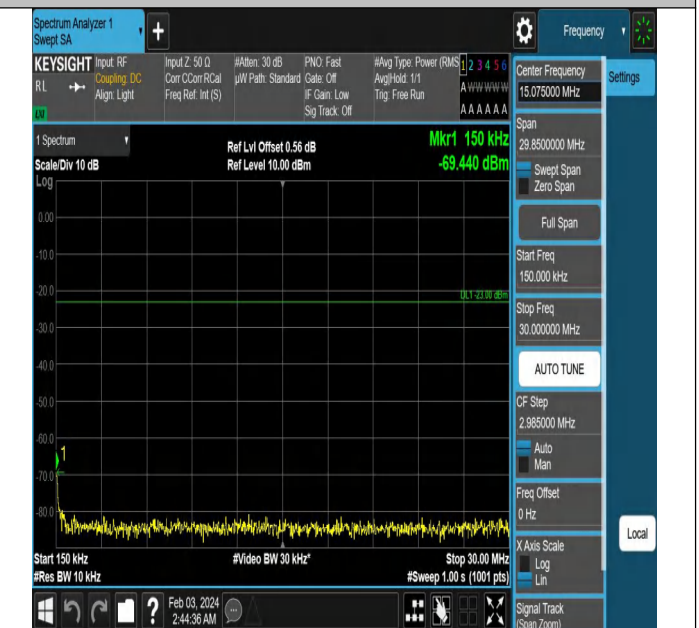 Spectrum Analyzer 1
Swept SA
+
Frequency
KEYSIGHT
RL
LXI
Input: RF
Coupling: DC
Align: Light
Input Z: 50 Ω
Corr CCorr RCal
Freq Ref: Int (S)
#Atten: 30 dB
µW Path: Standard
PNO: Fast
Gate: Off
IF Gain: Low
Sig Track: Off
#Avg Type: Power (RMS
Avg|Hold: 1/1
Trig: Free Run
1 2 3 4 5 6
A W W W W W
A A A A A A
1 Spectrum
Scale/Div 10 dB
Log
Ref Lvl Offset 0.56 dB
Ref Level 10.00 dBm
Mkr1 150 kHz
-69.440 dBm
0.00
-10.0
-20.0
-30.0
-40.0
-50.0
-60.0
-70.0
-80.0
DL1 -23.00 dBm
1
Start 150 kHz
#Res BW 10 kHz
#Video BW 30 kHz*
Stop 30.00 MHz
#Sweep 1.00 s (1001 pts)
?
Feb 03, 2024
2:44:36 AM
Center Frequency
15.075000 MHz
Settings
Span
29.8500000 MHz
Swept Span
Zero Span
Full Span
Start Freq
150.000 kHz
Stop Freq
30.000000 MHz
AUTO TUNE
CF Step
2.985000 MHz
Auto
Man
Freq Offset
0 Hz
Local
X Axis Scale
Log
Lin
Signal Track
(Span Zoom)